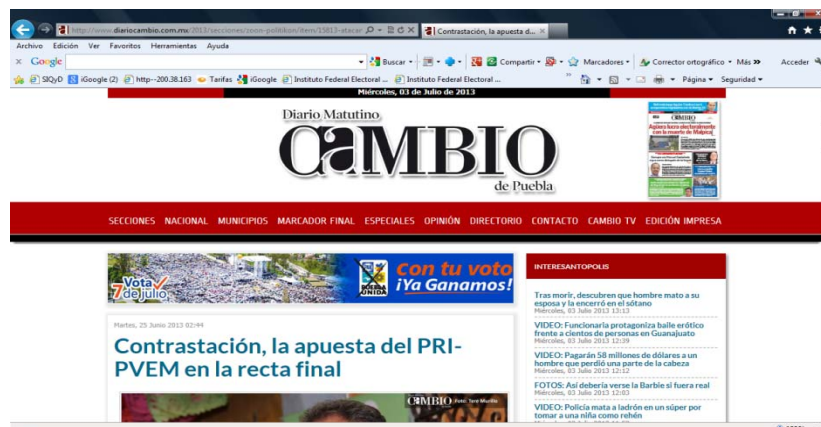 http://www.diariocambio.com.mx/2013/secciones/zoon-politikon/item/15813-
Contrastación, la apuesta d...
Archivo Edición Ver Favoritos Herramientas Ayuda
Google
Buscar
Compartir
Marcadores
Corrector ortográfico
Más
Acceder
SIQyD
iGoogle (2)
http--200.38.163
Tarifas
iGoogle
Instituto Federal Electoral ...
Instituto Federal Electoral ...
Página
Seguridad
Miércoles, 03 de Julio de 2013
Diario Matutino
CaMBIO
de Puebla
CAMBIO
SECCIONES NACIONAL MUNICIPIOS MARCADOR FINAL ESPECIALES OPINIÓN DIRECTORIO CONTACTO CAMBIO TV EDICIÓN IMPRESA
Vota
7 de julio
PUEBLA
UNIDA
Con tu voto
¡Ya Ganamos!
Martes, 25 Junio 2013 02:44
Contrastación, la apuesta del PRI-
PVEM en la recta final
CAMBIO Foto: Tere Murillo
INTERESANTOPOLIS
Tras morir, descubren que hombre mato a su
esposa y la encerró en el sótano
Miércoles, 03 Julio 2013 13:13
VIDEO: Funcionaria protagoniza baile erótico
frente a cientos de personas en Guanajuato
Miércoles, 03 Julio 2013 12:39
VIDEO: Pagarán 58 millones de dólares a un
hombre que perdió una parte de la cabeza
Miércoles, 03 Julio 2013 12:12
FOTOS: Así debería verse la Barbie si fuera real
Miércoles, 03 Julio 2013 12:03
VIDEO: Policía mata a ladrón en un súper por
tomar a una niña como rehén